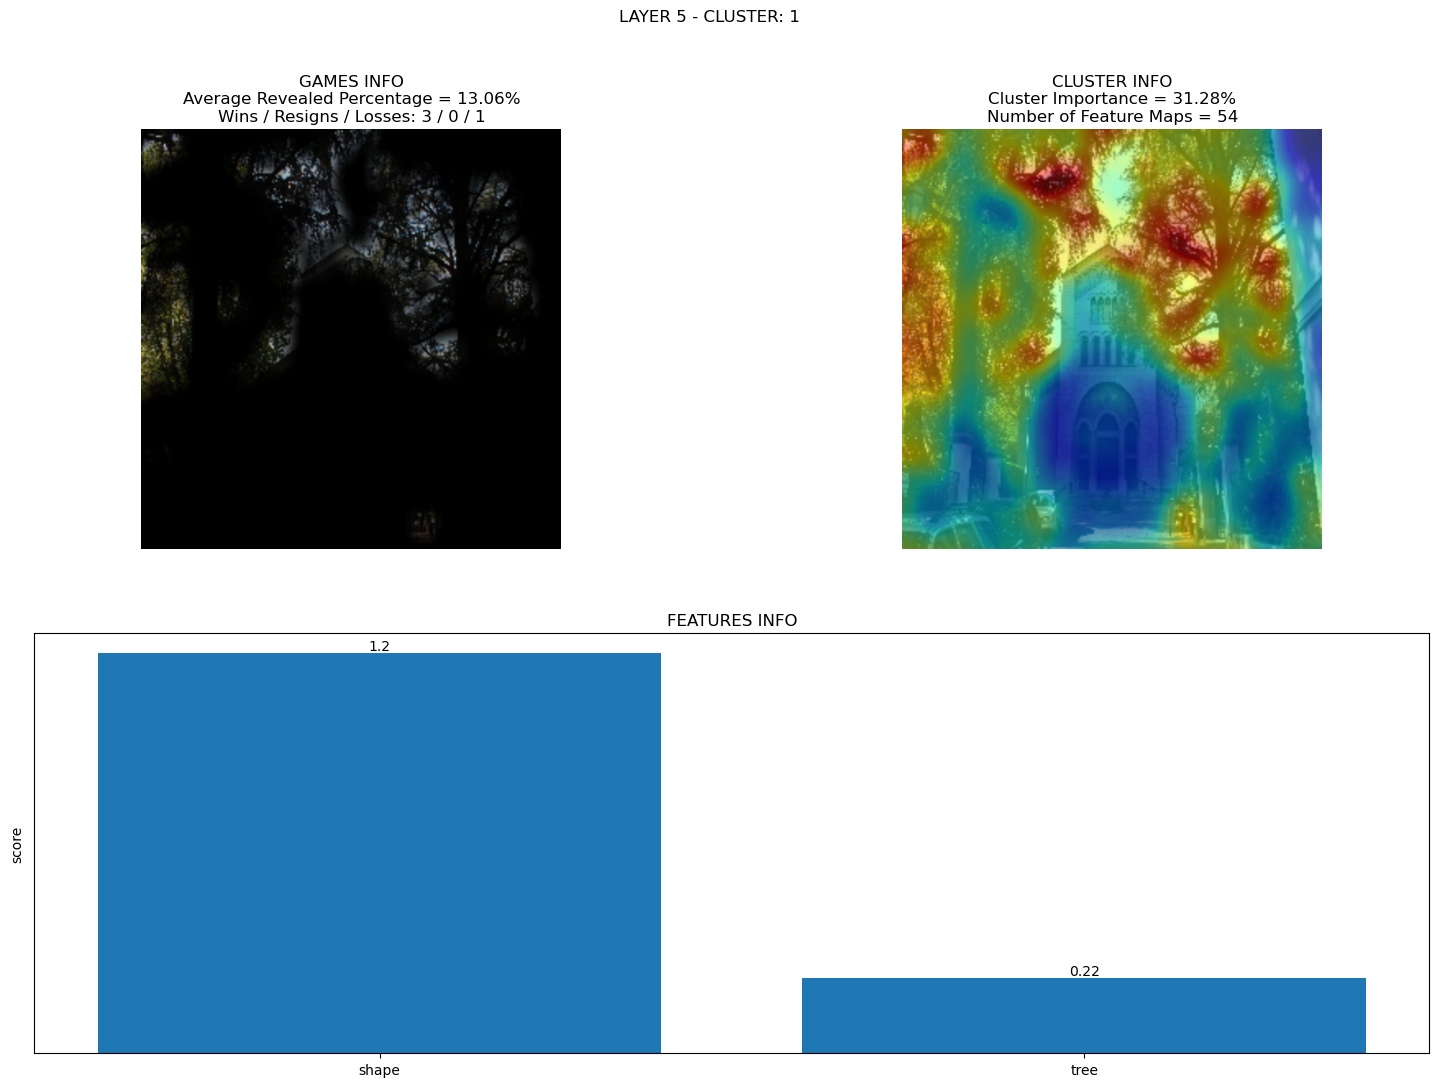 LAYER 5 - CLUSTER: 1
GAMES INFO
Average Revealed Percentage = 13.06%
Wins / Resigns / Losses: 3 / 0 / 1
CLUSTER INFO
Cluster Importance = 31.28%
Number of Feature Maps = 54
FEATURES INFO
1.2
0.22
score
shape
tree